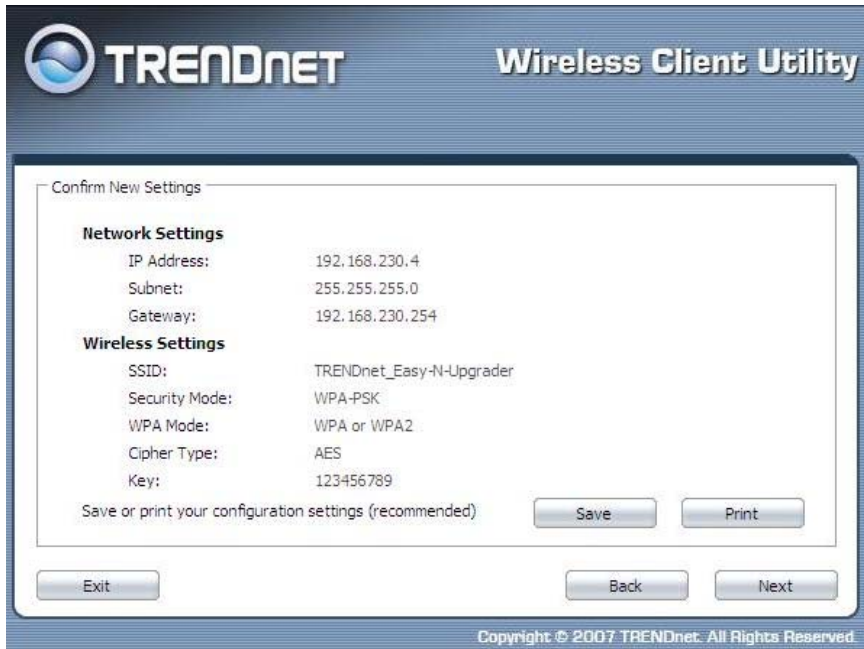 TRENDNET
Wireless Client Utility
Confirm New Settings
Network Settings
IP Address: 192.168.230.4
Subnet: 255.255.255.0
Gateway: 192.168.230.254
Wireless Settings
SSID: TRENDnet_Easy-N-Upgrader
Security Mode: WPA-PSK
WPA Mode: WPA or WPA2
Cipher Type: AES
Key: 123456789
Save or print your configuration settings (recommended) Save Print
Exit Back Next
Copyright © 2007 TRENDnet. All Rights Reserved.